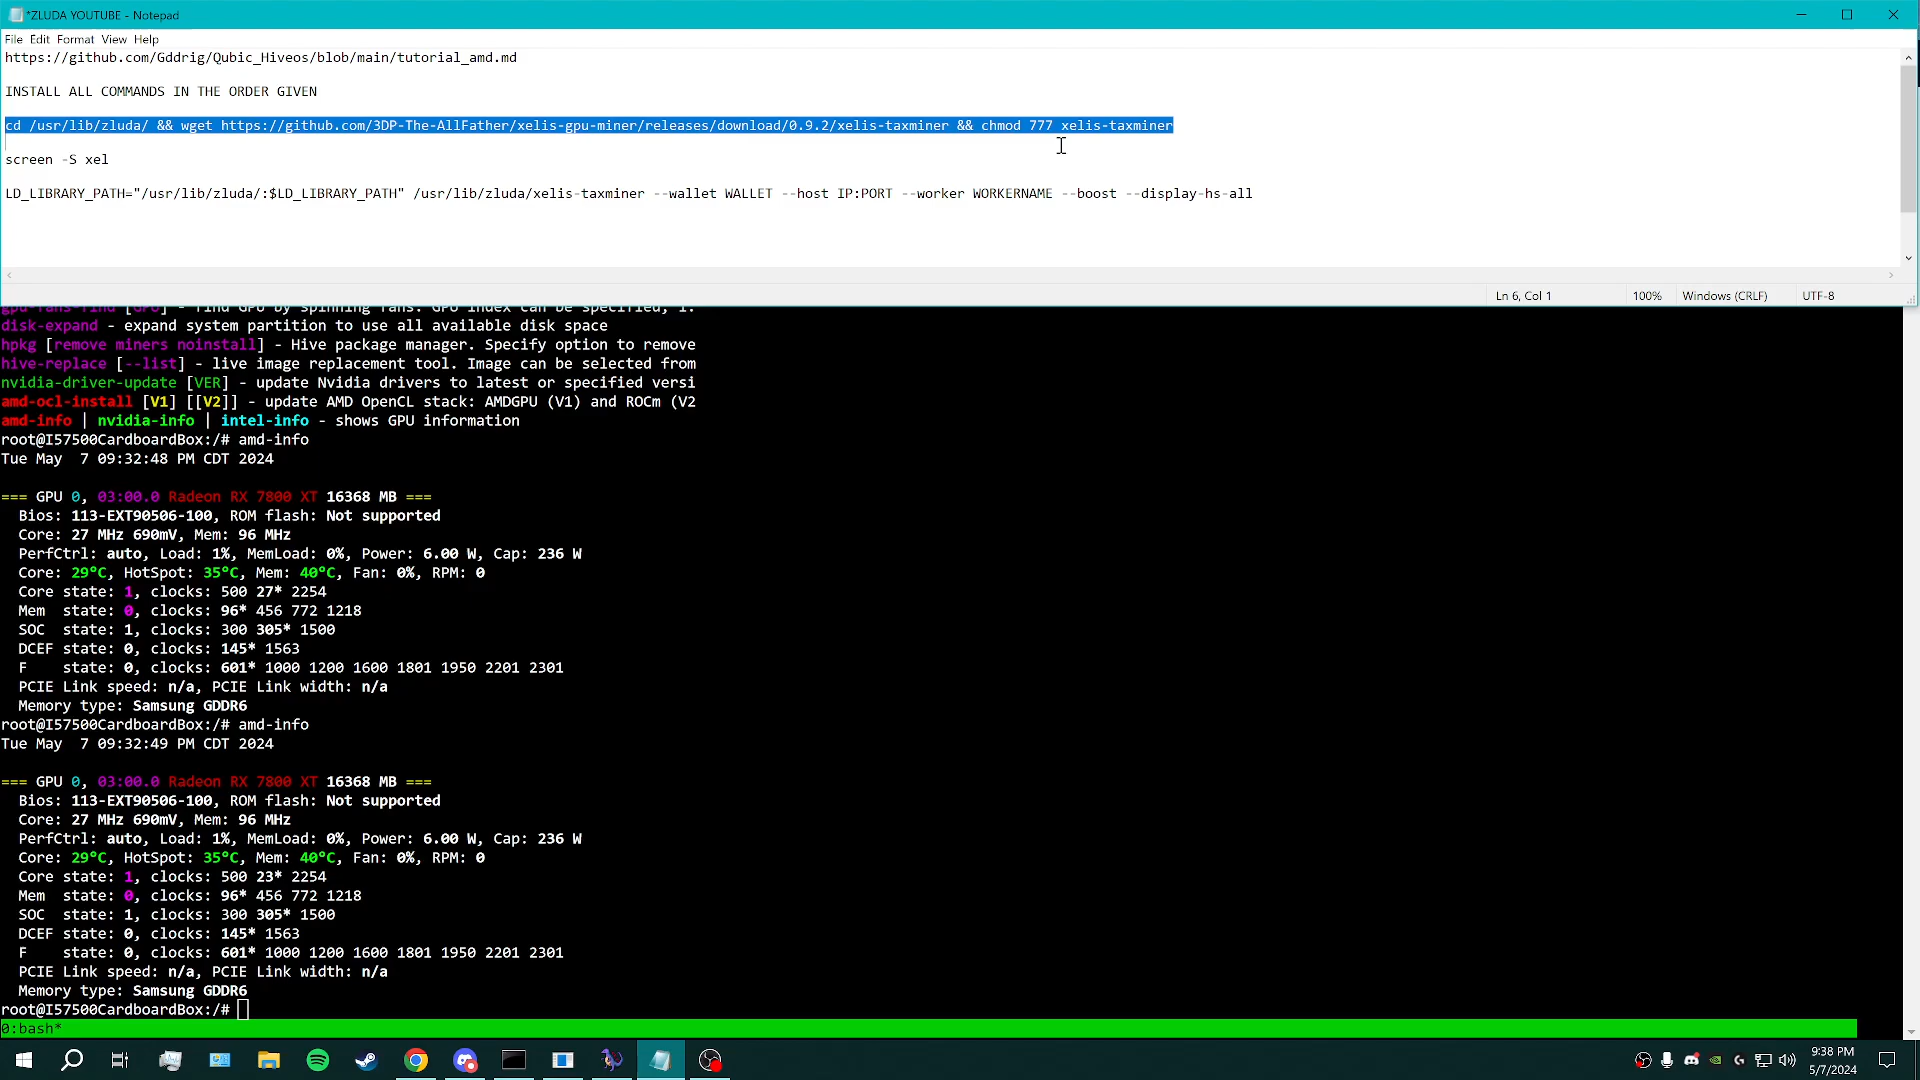 *ZLUDA YOUTUBE - Notepad
File Edit Format View Help
https://github.com/Gddrig/Qubic_Hiveos/blob/main/tutorial_amd.md
INSTALL ALL COMMANDS IN THE ORDER GIVEN
cd /usr/lib/zluda/ && wget https://github.com/3DP-The-AllFather/xelis-gpu-miner/releases/download/0.9.2/xelis-taxminer && chmod 777 xelis-taxminer
screen -S xel
LD_LIBRARY_PATH="/usr/lib/zluda/:$LD_LIBRARY_PATH" /usr/lib/zluda/xelis-taxminer --wallet WALLET --host IP:PORT --worker WORKERNAME --boost --display-hs-all
Ln 6, Col 1 100% Windows (CRLF) UTF-8
gpu-fans-find [GPU] - find GPU by spinning fans. GPU index can be specified, i.
disk-expand - expand system partition to use all available disk space
hpkg [remove miners noinstall] - Hive package manager. Specify option to remove
hive-replace [--list] - live image replacement tool. Image can be selected from
nvidia-driver-update [VER] - update Nvidia drivers to latest or specified versi
amd-ocl-install [V1] [[V2]] - update AMD OpenCL stack: AMDGPU (V1) and ROCm (V2
amd-info | nvidia-info | intel-info - shows GPU information
root@I57500CardboardBox:/# amd-info
Tue May  7 09:32:48 PM CDT 2024
=== GPU 0, 03:00.0 Radeon RX 7800 XT 16368 MB ===
Bios: 113-EXT90506-100, ROM flash: Not supported
Core: 27 MHz 690mV, Mem: 96 MHz
PerfCtrl: auto, Load: 1%, MemLoad: 0%, Power: 6.00 W, Cap: 236 W
Core: 29°C, HotSpot: 35°C, Mem: 40°C, Fan: 0%, RPM: 0
Core state: 1, clocks: 500 27* 2254
Mem  state: 0, clocks: 96* 456 772 1218
SOC  state: 1, clocks: 300 305* 1500
DCEF state: 0, clocks: 145* 1563
F    state: 0, clocks: 601* 1000 1200 1600 1801 1950 2201 2301
PCIE Link speed: n/a, PCIE Link width: n/a
Memory type: Samsung GDDR6
root@I57500CardboardBox:/# amd-info
Tue May  7 09:32:49 PM CDT 2024
=== GPU 0, 03:00.0 Radeon RX 7800 XT 16368 MB ===
Bios: 113-EXT90506-100, ROM flash: Not supported
Core: 27 MHz 690mV, Mem: 96 MHz
PerfCtrl: auto, Load: 1%, MemLoad: 0%, Power: 6.00 W, Cap: 236 W
Core: 29°C, HotSpot: 35°C, Mem: 40°C, Fan: 0%, RPM: 0
Core state: 1, clocks: 500 23* 2254
Mem  state: 0, clocks: 96* 456 772 1218
SOC  state: 1, clocks: 300 305* 1500
DCEF state: 0, clocks: 145* 1563
F    state: 0, clocks: 601* 1000 1200 1600 1801 1950 2201 2301
PCIE Link speed: n/a, PCIE Link width: n/a
Memory type: Samsung GDDR6
root@I57500CardboardBox:/#
0:bash*
9:38 PM
5/7/2024